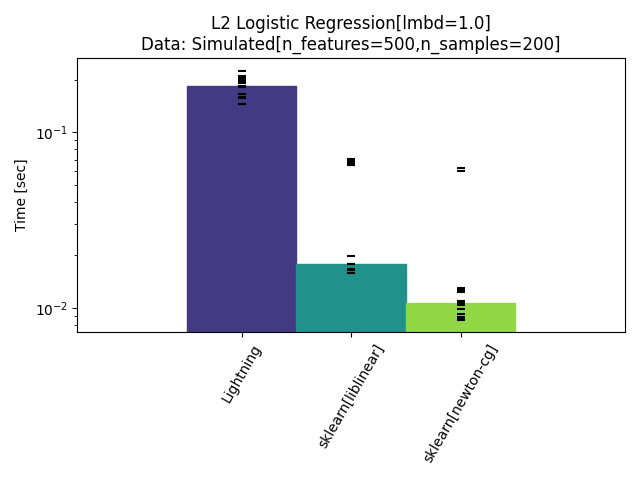 L2 Logistic Regression[lmbd=1.0]
Data: Simulated[n_features=500,n_samples=200]
Time [sec]
10⁻¹
10⁻²
Lightning
sklearn[liblinear]
sklearn[newton-cg]